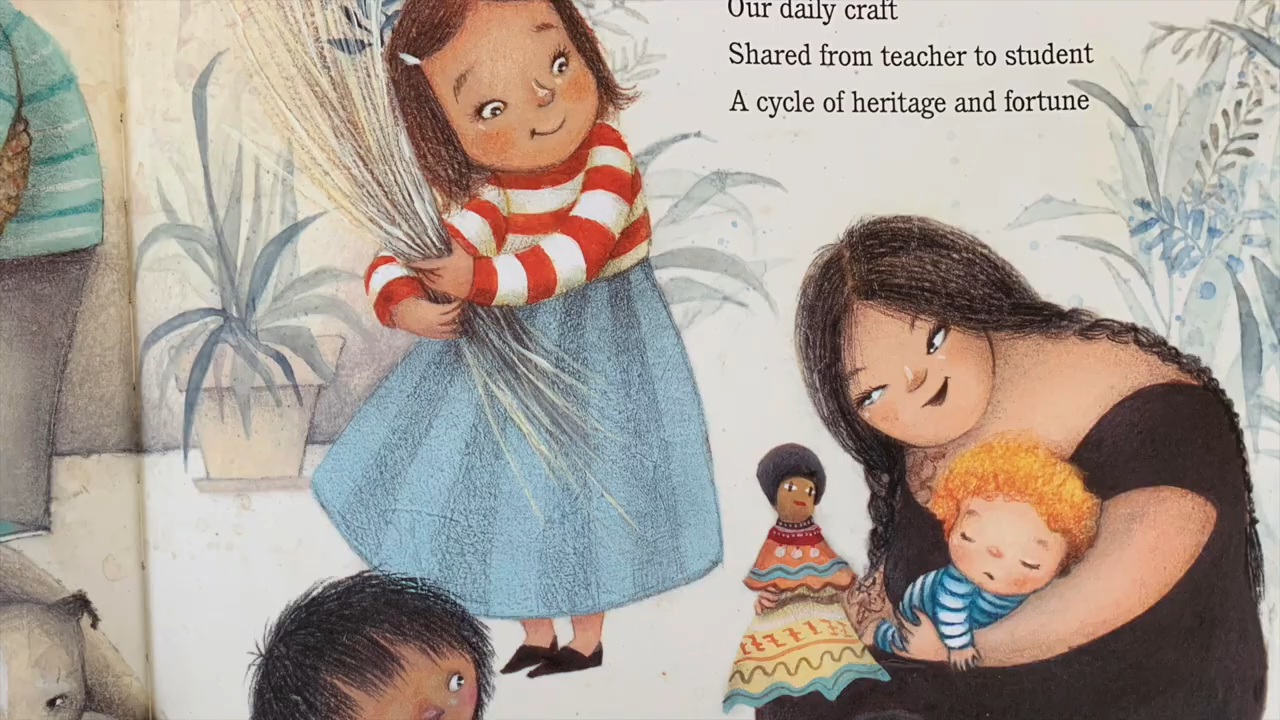 Our daily craft
Shared from teacher to student
A cycle of heritage and fortune